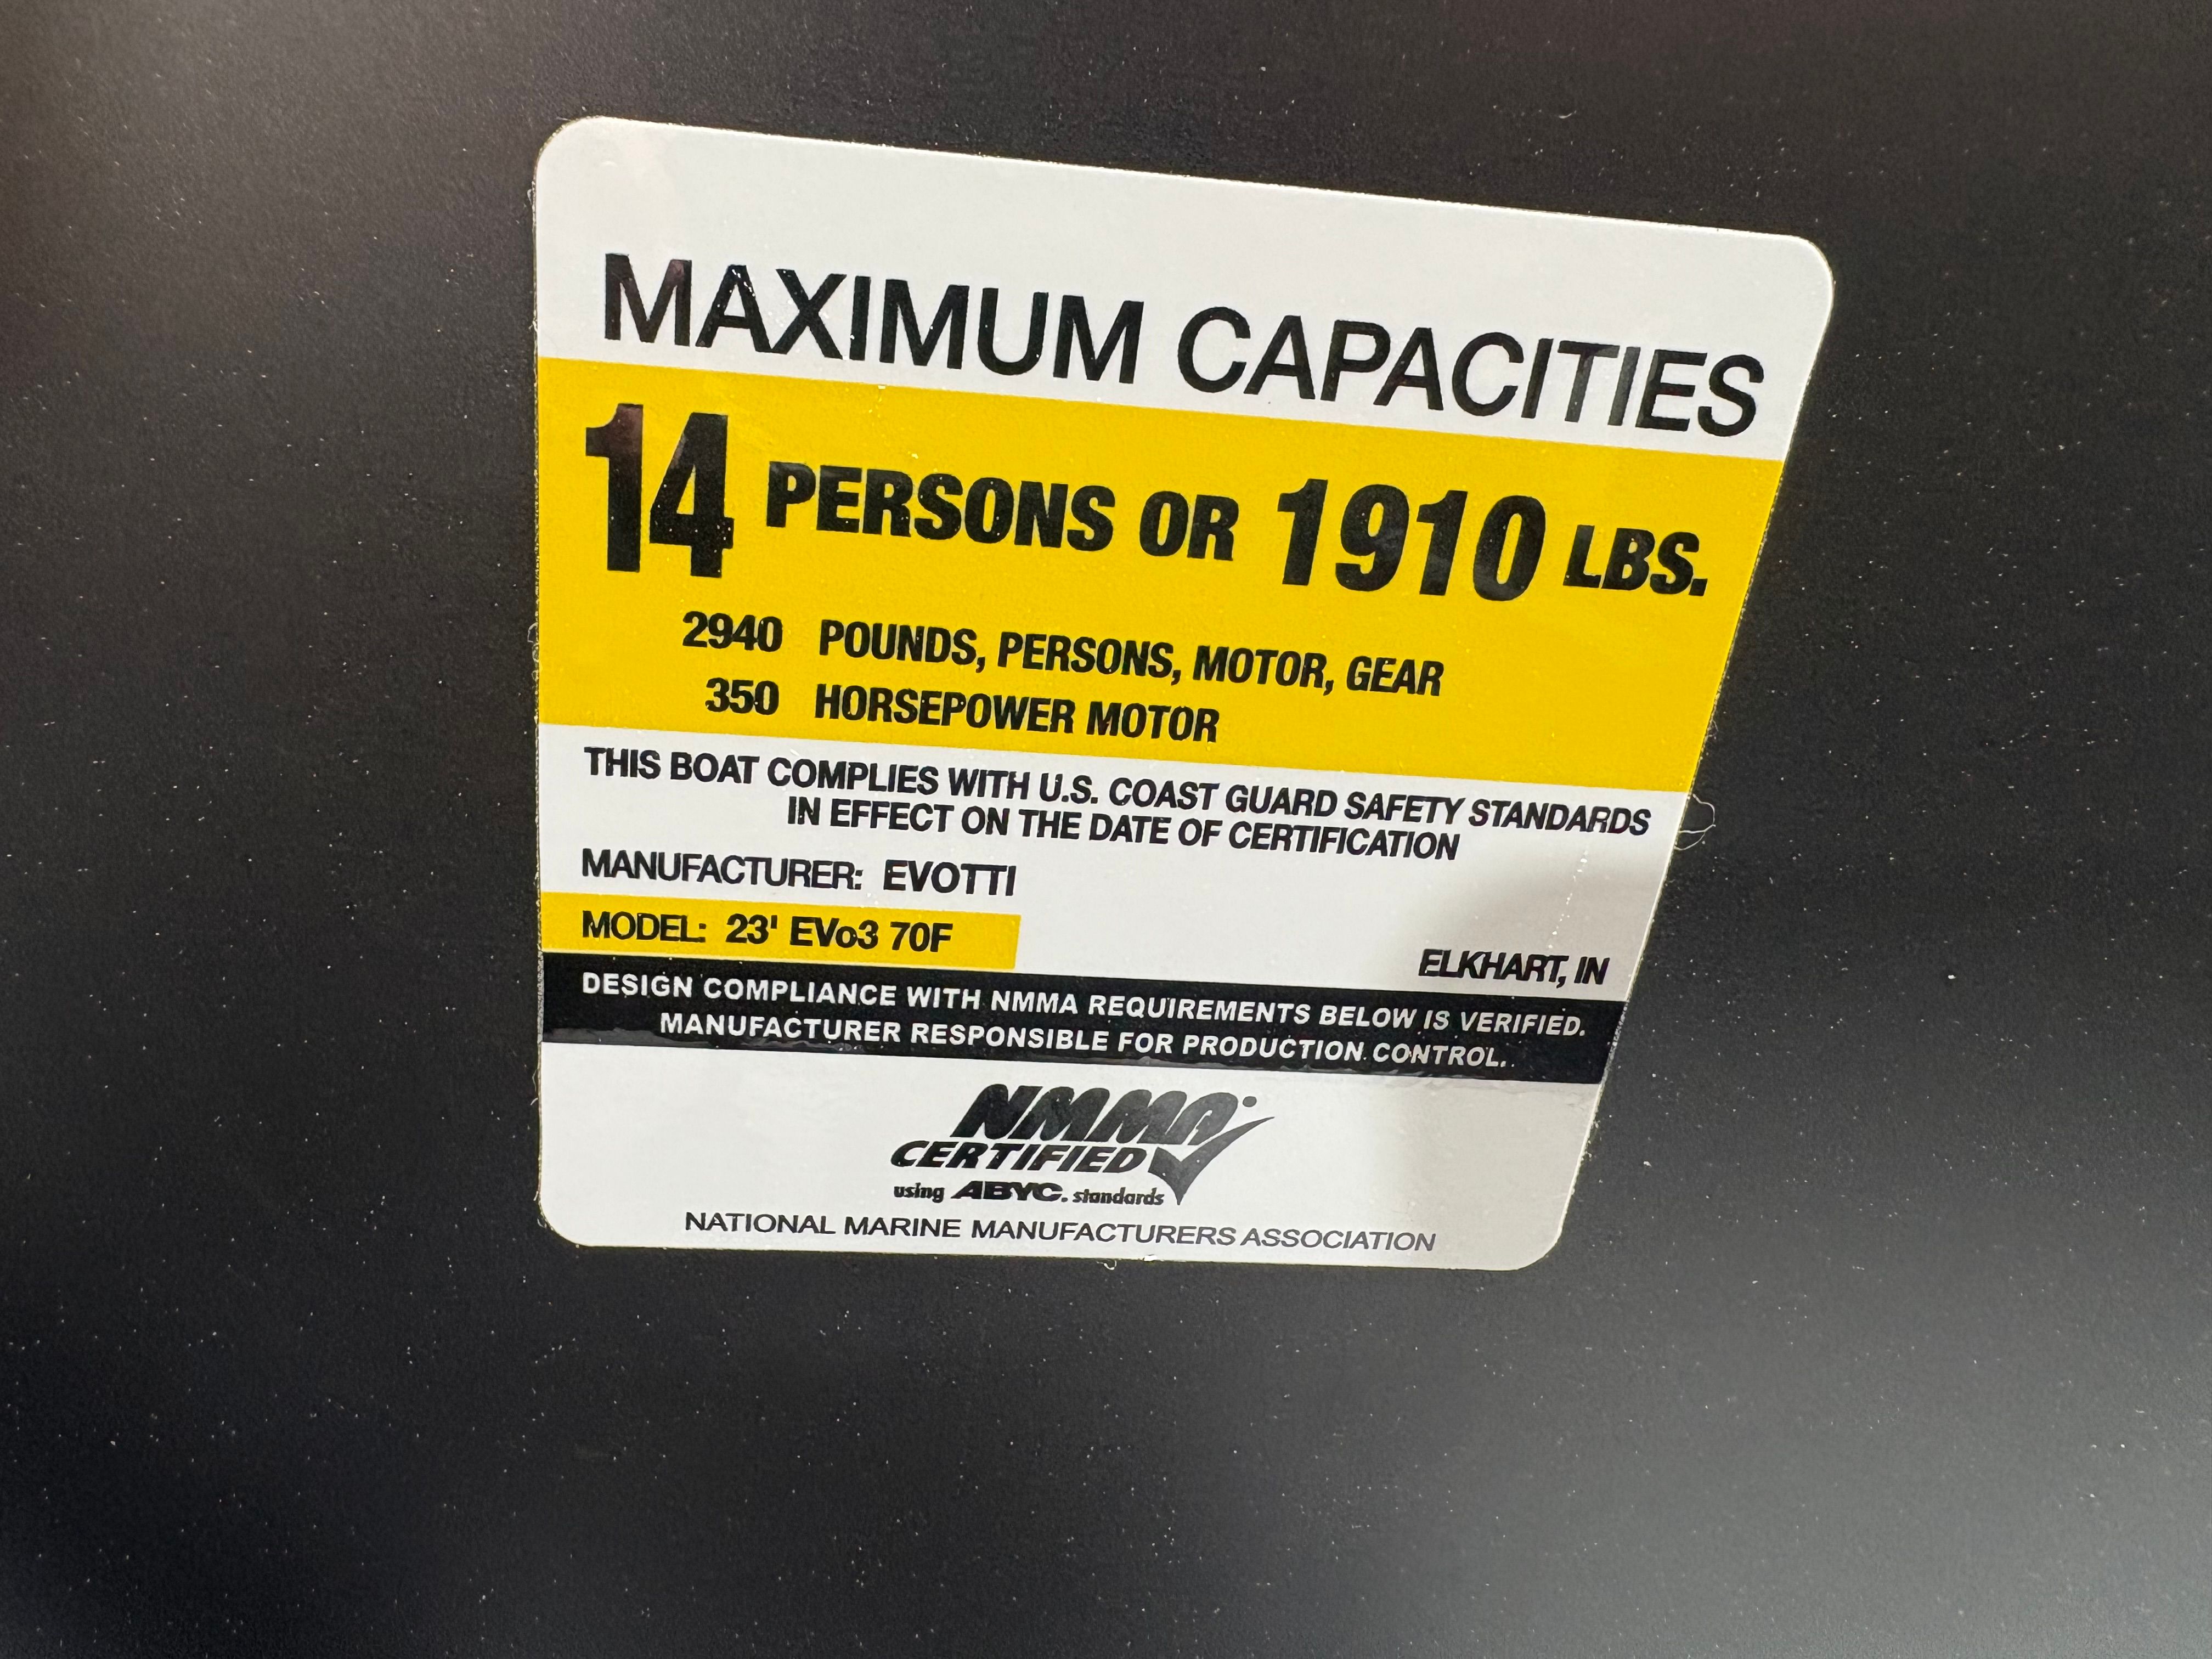 MAXIMUM CAPACITIES
14 PERSONS OR 1910 LBS.
2940 POUNDS, PERSONS, MOTOR, GEAR
350 HORSEPOWER MOTOR
THIS BOAT COMPLIES WITH U.S. COAST GUARD SAFETY STANDARDS
IN EFFECT ON THE DATE OF CERTIFICATION
MANUFACTURER: EVOTTI
MODEL: 23' EVo3 70F
ELKHART, IN
DESIGN COMPLIANCE WITH NMMA REQUIREMENTS BELOW IS VERIFIED.
MANUFACTURER RESPONSIBLE FOR PRODUCTION CONTROL.
NMMA
CERTIFIED
using ABYC. standards
NATIONAL MARINE MANUFACTURERS ASSOCIATION